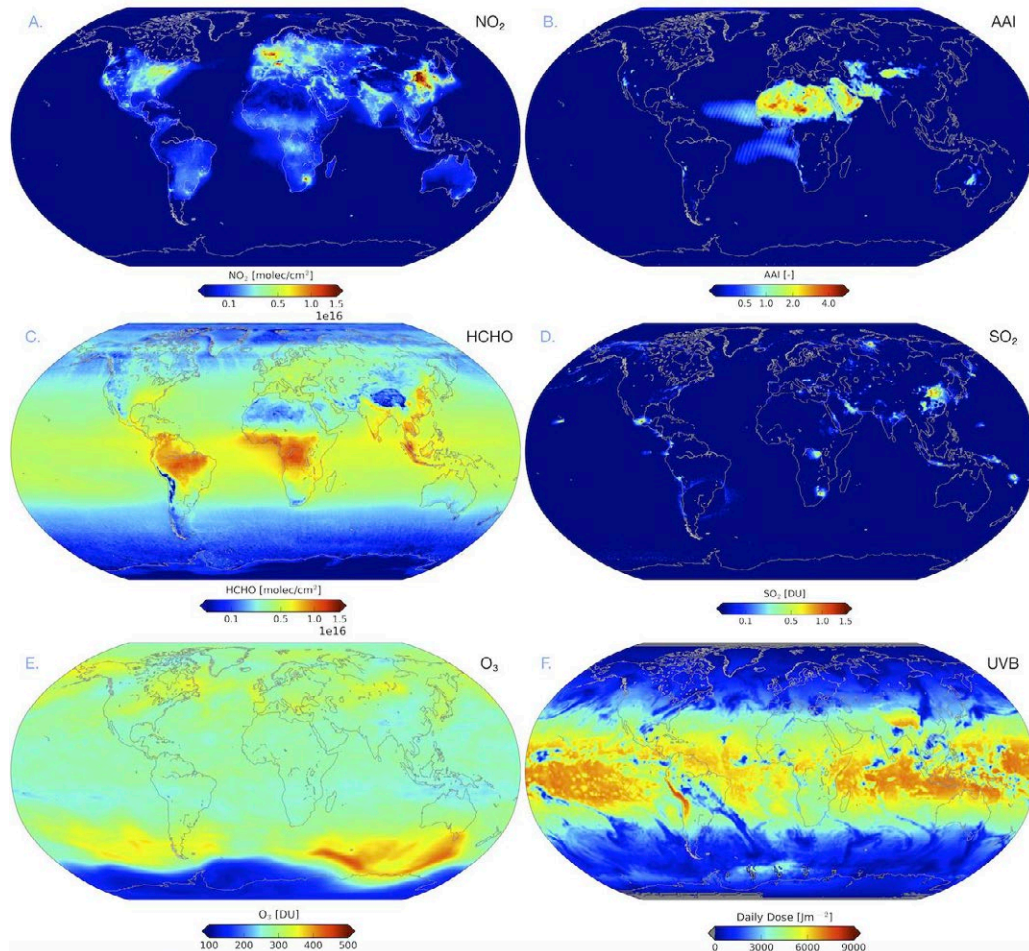 A. NO₂
B. AAI
NO₂ [molec/cm²]
0.1 0.5 1.0 1.5
1e16
AAI [-]
0.5 1.0 2.0 4.0
C. HCHO
D. SO₂
HCHO [molec/cm²]
0.1 0.5 1.0 1.5
1e16
SO₂ [DU]
0.1 0.5 1.0 1.5
E. O₃
F. UVB
O₃ [DU]
100 200 300 400 500
Daily Dose [Jm ⁻²]
0 3000 6000 9000